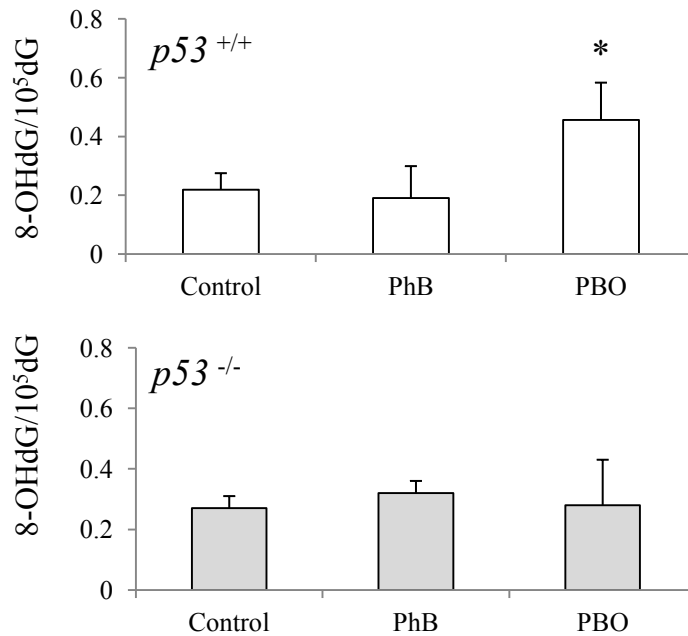 8-OHdG/10⁵dG
0.8
0.6
0.4
0.2
0
p53 +/+
*
Control PhB PBO
8-OHdG/10⁵dG
0.8
0.6
0.4
0.2
0
p53 -/-
Control PhB PBO